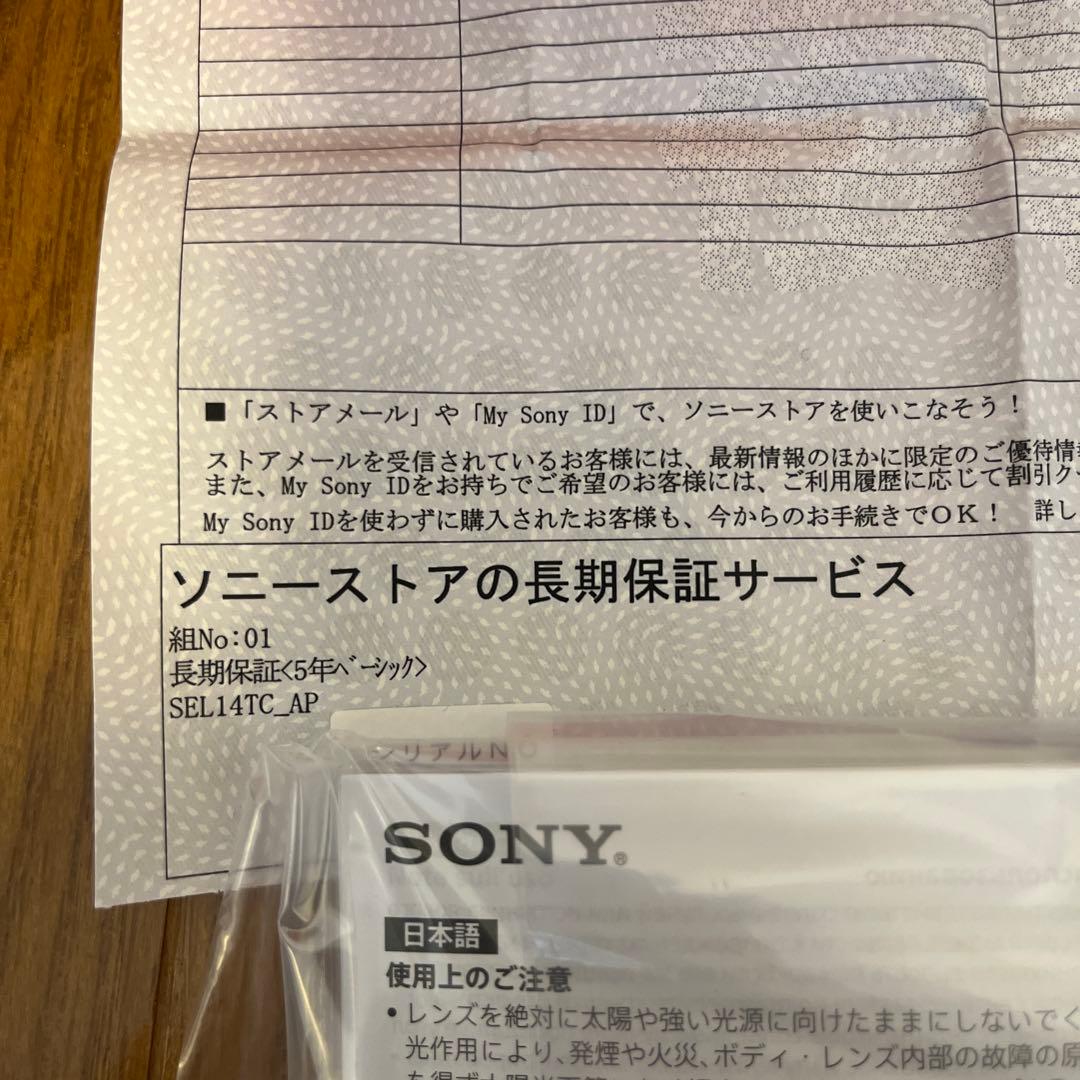 ■「ストアメール」や「My Sony ID」で、ソニーストアを使いこなそう！
ストアメールを受信されているお客様には、最新情報のほかに限定のご優待情
また、My Sony IDをお持ちでご希望のお客様には、ご利用履歴に応じて割引ク
My Sony IDを使わずに購入されたお客様も、今からのお手続きでOK！ 詳し
ソニーストアの長期保証サービス
組No:01
長期保証<5年ﾍﾞｰｼｯｸ>
SEL14TC_AP
シリアルNO
SONY®
日本語
使用上のご注意
•レンズを絶対に太陽や強い光源に向けたままにしないでく
光作用により、発煙や火災、ボディ・レンズ内部の故障の原